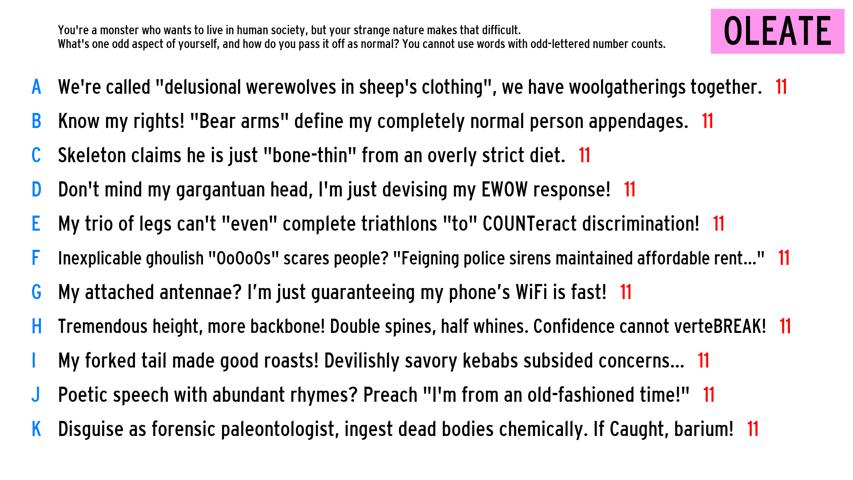 You're a monster who wants to live in human society, but your strange nature makes that difficult.
What's one odd aspect of yourself, and how do you pass it off as normal? You cannot use words with odd-lettered number counts.
OLEATE
A We're called "delusional werewolves in sheep's clothing", we have woolgatherings together. 11
B Know my rights! "Bear arms" define my completely normal person appendages. 11
C Skeleton claims he is just "bone-thin" from an overly strict diet. 11
D Don't mind my gargantuan head, I'm just devising my EWOW response! 11
E My trio of legs can't "even" complete triathlons "to" COUNTeract discrimination! 11
F Inexplicable ghoulish "OoOoOs" scares people? "Feigning police sirens maintained affordable rent..." 11
G My attached antennae? I’m just guaranteeing my phone’s WiFi is fast! 11
H Tremendous height, more backbone! Double spines, half whines. Confidence cannot verteBREAK! 11
I My forked tail made good roasts! Devilishly savory kebabs subsided concerns... 11
J Poetic speech with abundant rhymes? Preach "I'm from an old-fashioned time!" 11
K Disguise as forensic paleontologist, ingest dead bodies chemically. If Caught, barium! 11